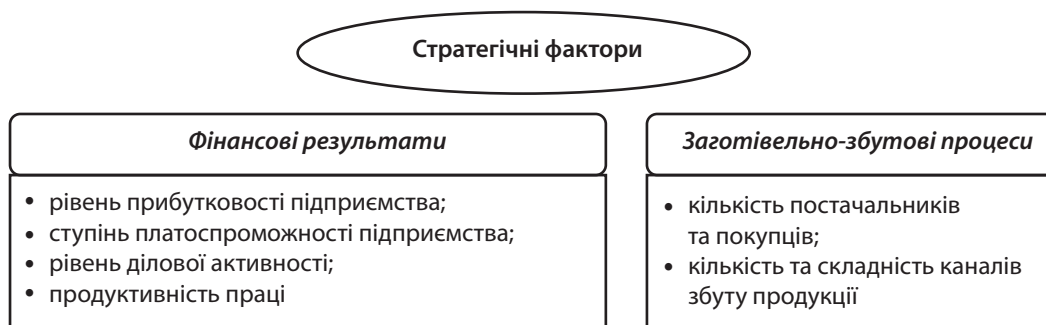 Стратегічні фактори
Фінансові результати
• рівень прибутковості підприємства;
• ступінь платоспроможності підприємства;
• рівень ділової активності;
• продуктивність праці
Заготівельно-збутові процеси
• кількість постачальників
та покупців;
• кількість та складність каналів
збуту продукції